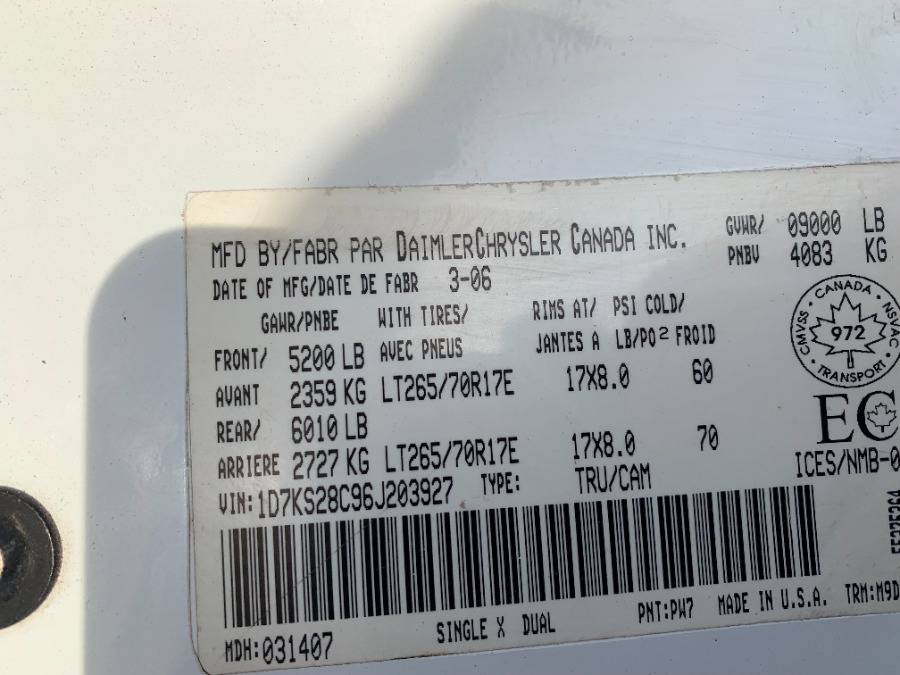 MFD BY/FABR PAR DAIMLERCHRYSLER CANADA INC. GVWR/ 09000 LB
DATE OF MFG/DATE DE FABR 3-06 PNBV 4083 KG
GAWR/PNBE WITH TIRES/ RIMS AT/ PSI COLD/
FRONT/ 5200 LB AVEC PNEUS JANTES A LB/PO2 FROID
AVANT 2359 KG LT265/70R17E 17X8.0 60
REAR/ 6010 LB
ARRIERE 2727 KG LT265/70R17E 17X8.0 70
VIN:1D7KS28C96J203927 TYPE: TRU/CAM
CANADA
CMVSS NSVAC
972
TRANSPORT
EC
ICES/NMB-0
MDH:031407 SINGLE X DUAL PNT:PW7 MADE IN U.S.A. TRM:M9D